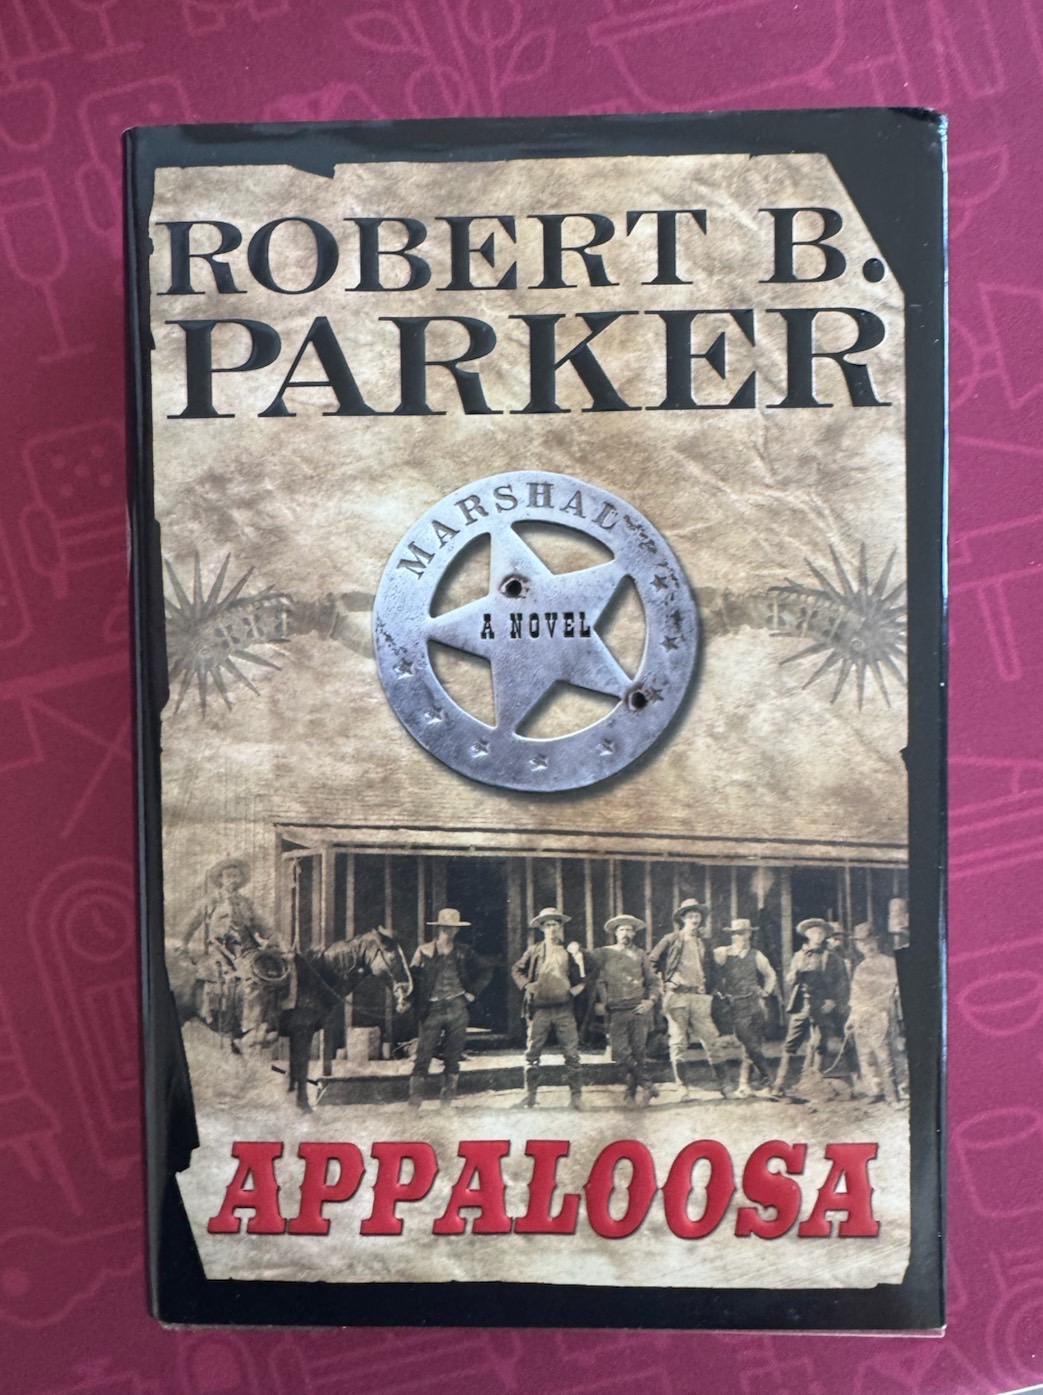 ROBERT B.
PARKER
MARSHAL
A NOVEL
APPALOOSA